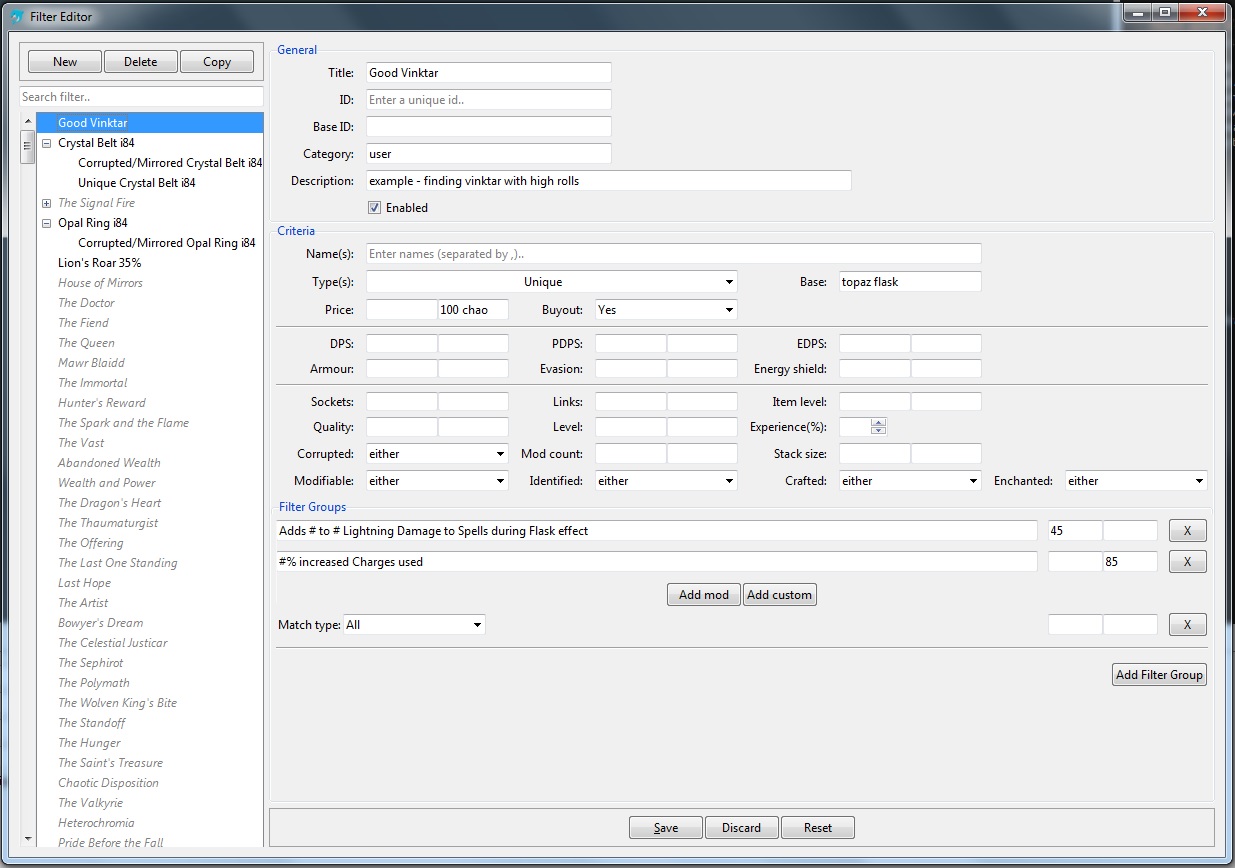 Filter Editor
New Delete Copy
Search filter..
Good Vinktar
Crystal Belt i84
Corrupted/Mirrored Crystal Belt i84
Unique Crystal Belt i84
The Signal Fire
Opal Ring i84
Corrupted/Mirrored Opal Ring i84
Lion's Roar 35%
House of Mirrors
The Doctor
The Fiend
The Queen
Mawr Blaidd
The Immortal
Hunter's Reward
The Spark and the Flame
The Vast
Abandoned Wealth
Wealth and Power
The Dragon's Heart
The Thaumaturgist
The Offering
The Last One Standing
Last Hope
The Artist
Bowyer's Dream
The Celestial Justicar
The Sephirot
The Polymath
The Wolven King's Bite
The Standoff
The Hunger
The Saint's Treasure
Chaotic Disposition
The Valkyrie
Heterochromia
Pride Before the Fall
General
Title: Good Vinktar
ID: Enter a unique id..
Base ID:
Category: user
Description: example - finding vinktar with high rolls
Enabled
Criteria
Name(s): Enter names (separated by ,)..
Type(s): Unique Base: topaz flask
Price: 100 chao Buyout: Yes
DPS: PDPS: EDPS:
Armour: Evasion: Energy shield:
Sockets: Links: Item level:
Quality: Level: Experience(%):
Corrupted: either Mod count: Stack size:
Modifiable: either Identified: either Crafted: either Enchanted: either
Filter Groups
Adds # to # Lightning Damage to Spells during Flask effect 45 X
#% increased Charges used 85 X
Add mod Add custom
Match type: All X
Add Filter Group
Save Discard Reset